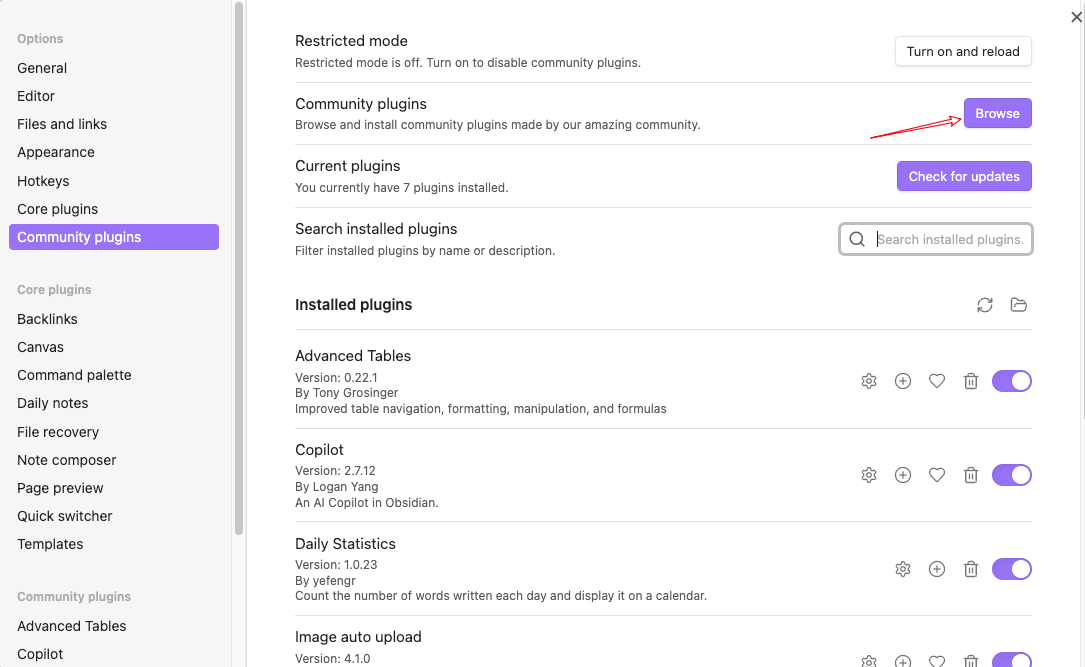 Options
General
Editor
Files and links
Appearance
Hotkeys
Core plugins
Community plugins
Core plugins
Backlinks
Canvas
Command palette
Daily notes
File recovery
Note composer
Page preview
Quick switcher
Templates
Community plugins
Advanced Tables
Copilot
Restricted mode
Restricted mode is off. Turn on to disable community plugins.
Turn on and reload
Community plugins
Browse and install community plugins made by our amazing community.
Browse
Current plugins
You currently have 7 plugins installed.
Check for updates
Search installed plugins
Filter installed plugins by name or description.
Search installed plugins.
Installed plugins
Advanced Tables
Version: 0.22.1
By Tony Grosinger
Improved table navigation, formatting, manipulation, and formulas
Copilot
Version: 2.7.12
By Logan Yang
An AI Copilot in Obsidian.
Daily Statistics
Version: 1.0.23
By yefengr
Count the number of words written each day and display it on a calendar.
Image auto upload
Version: 4.1.0